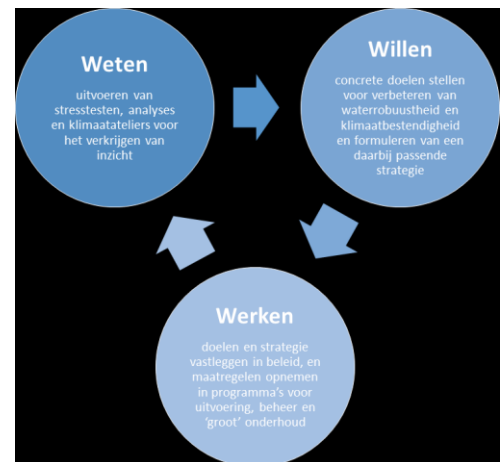 Weten
uitvoeren van
stresstesten, analyses
en klimaatateliers voor
het verkrijgen van
inzicht
Willen
concrete doelen stellen
voor verbeteren van
waterrobuustheid en
klimaatbestendigheid
en formuleren van een
daarbij passende
strategie
Werken
doelen en strategie
vastleggen in beleid, en
maatregelen opnemen
in programma's voor
uitvoering, beheer en
'groot' onderhoud